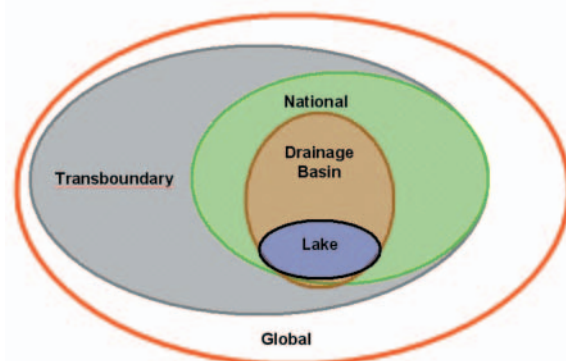 National
Drainage
Basin
Transboundary
Lake
Global